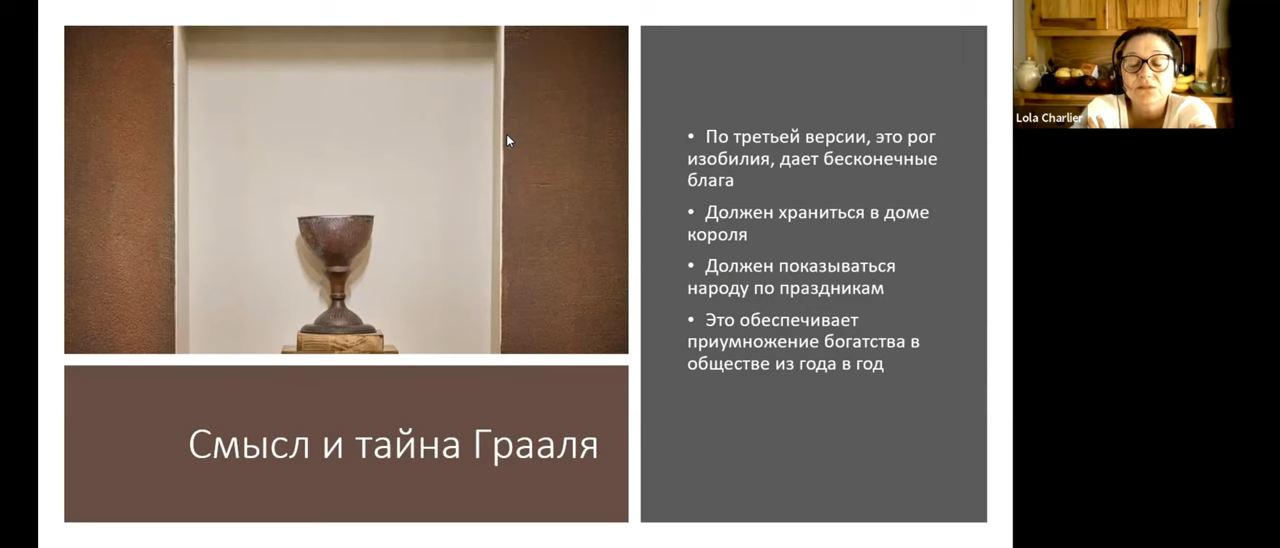 • По третьей версии, это рог
изобилия, дает бесконечные
блага
• Должен храниться в доме
короля
• Должен показываться
народу по праздникам
• Это обеспечивает
приумножение богатства в
обществе из года в год
Смысл и тайна Грааля
Lola Charlier